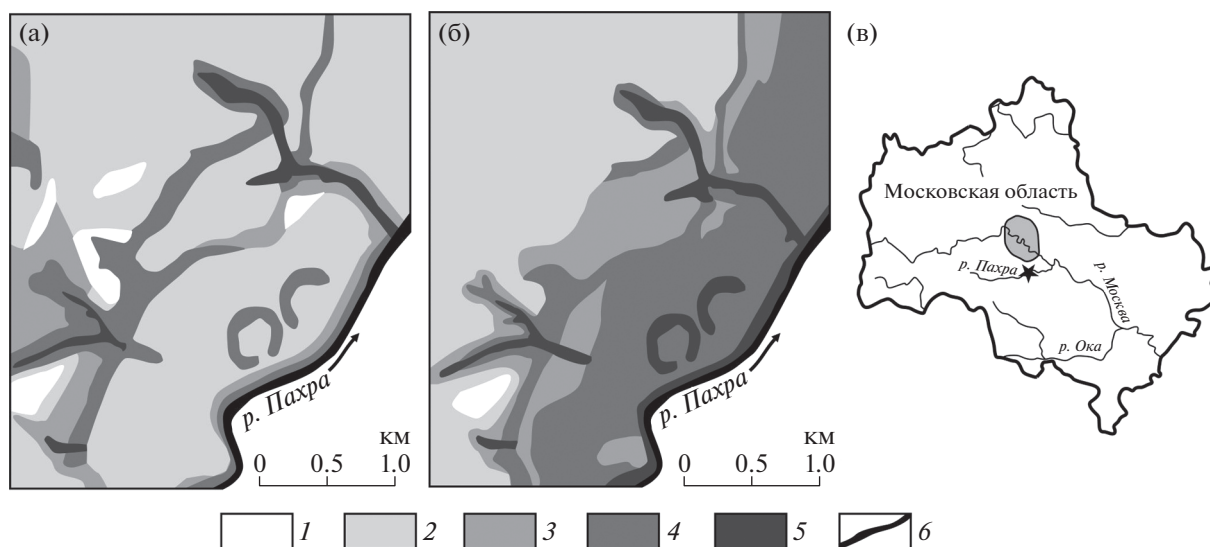 (а)
р. Пахра
км
0 0.5 1.0
(б)
р. Пахра
км
0 0.5 1.0
(в)
Московская область
р. Пахра
р. Москва
р. Ока
1 2 3 4 5 6